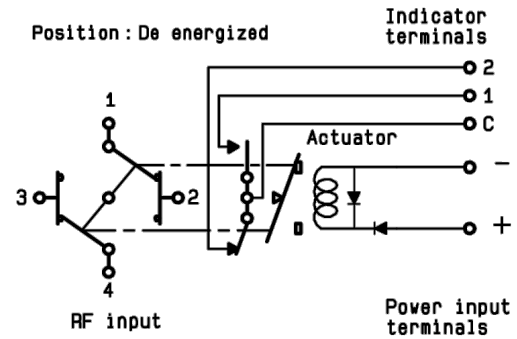 Position : De energized
Indicator
terminals
2
1
C
1
Actuator
−
3
2
+
4
RF input
Power input
terminals